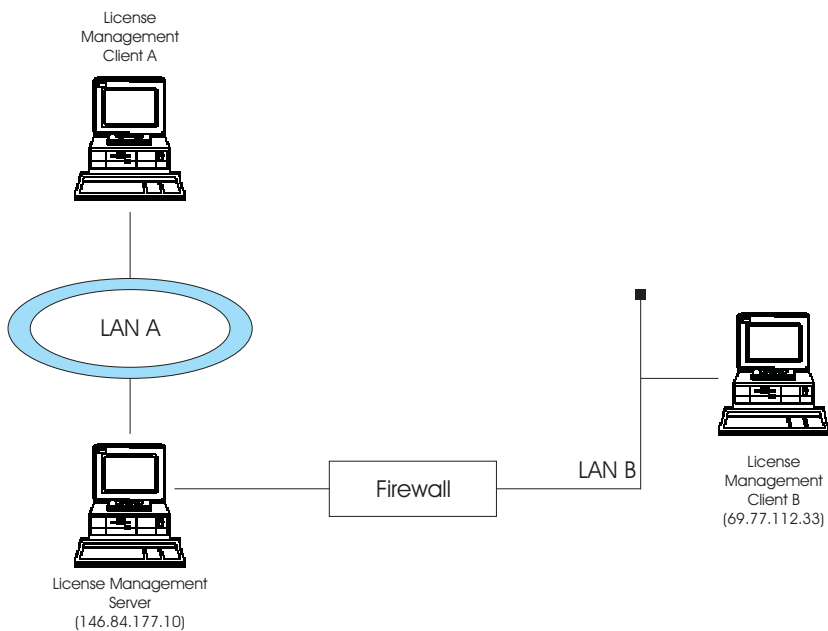 License
Management
Client A
LAN A
Firewall
LAN B
License
Management
Client B
(69.77.112.33)
License Management
Server
(146.84.177.10)